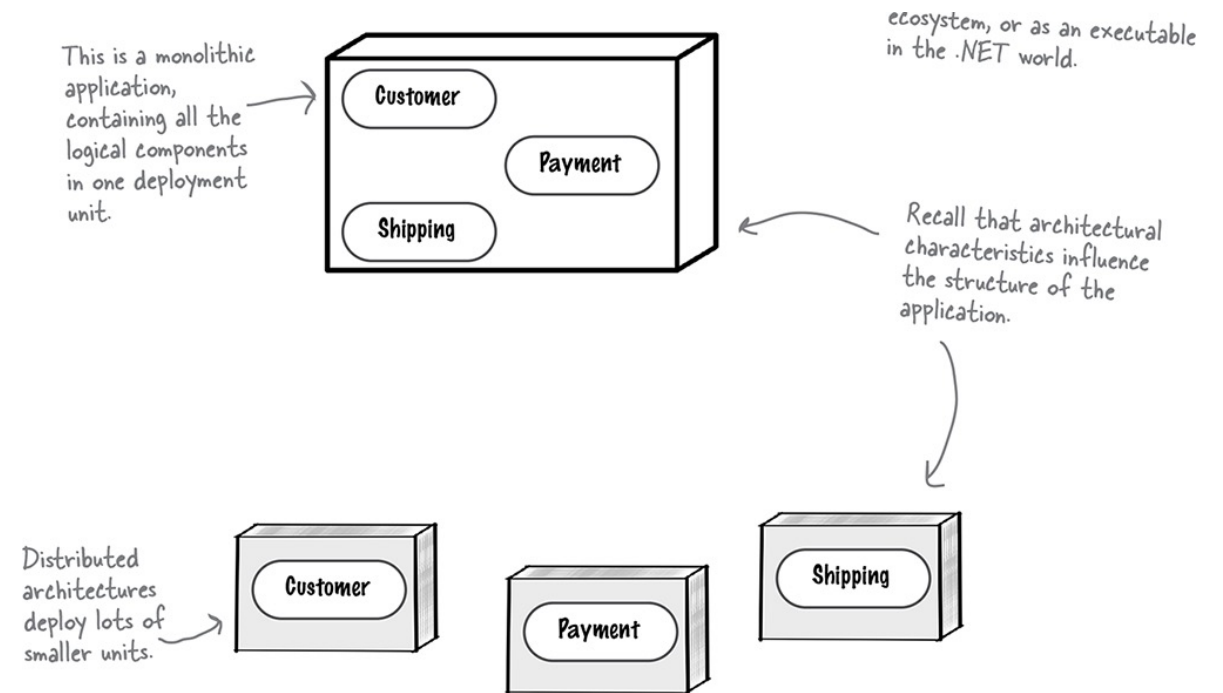 ecosystem, or as an executable
in the .NET world.
This is a monolithic
application,
containing all the
logical components
in one deployment
unit.
Customer
Payment
Shipping
Recall that architectural
characteristics influence
the structure of the
application.
Distributed
architectures
deploy lots of
smaller units.
Customer
Payment
Shipping